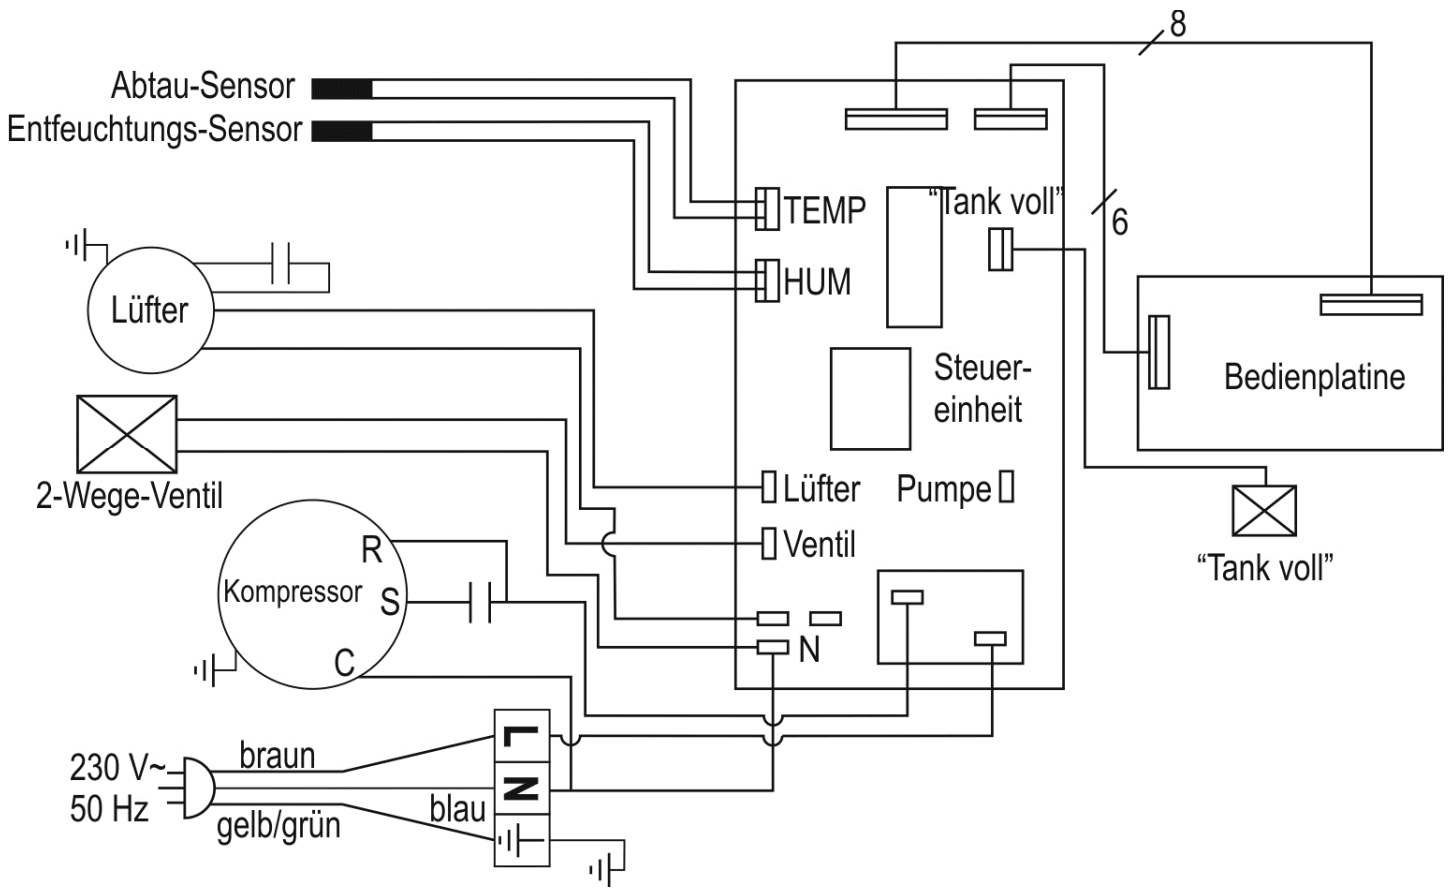 8
Abtau-Sensor
Entfeuchtungs-Sensor
“Tank voll”
TEMP
6
HUM
Lüfter
Steuer-
einheit
Bedienplatine
2-Wege-Ventil
Lüfter
Pumpe
Ventil
“Tank voll”
R
Kompressor
S
N
C
L
braun
230 V~
N
50 Hz
blau
gelb/grün